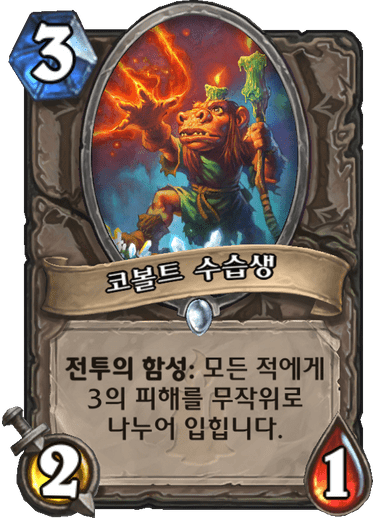 3
코볼트 수습생
전투의 함성: 모든 적에게
3의 피해를 무작위로
나누어 입힙니다.
2
1